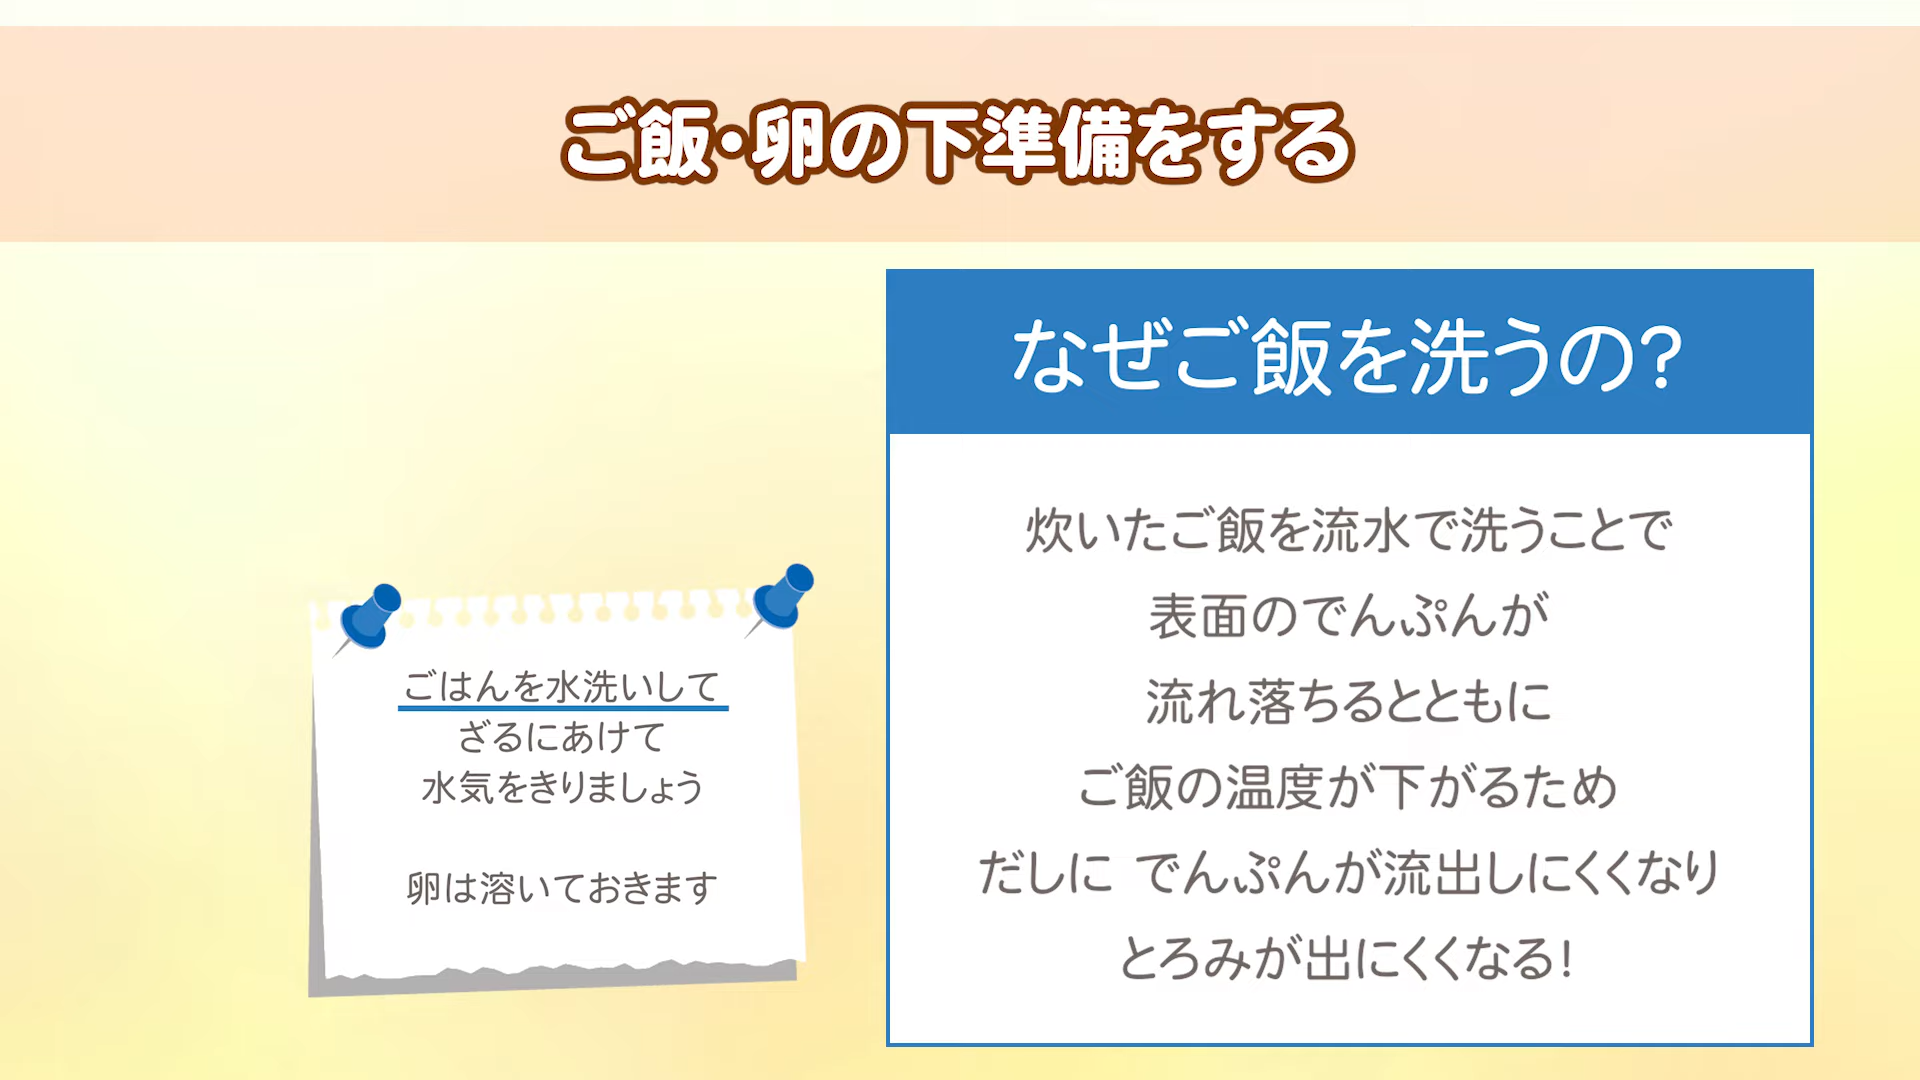 ご飯・卵の下準備をする
ごはんを水洗いして
ざるにあけて
水気をきりましょう
卵は溶いておきます
なぜご飯を洗うの?
炊いたご飯を流水で洗うことで
表面のでんぷんが
流れ落ちるとともに
ご飯の温度が下がるため
だしに でんぷんが流出しにくくなり
とろみが出にくくなる!